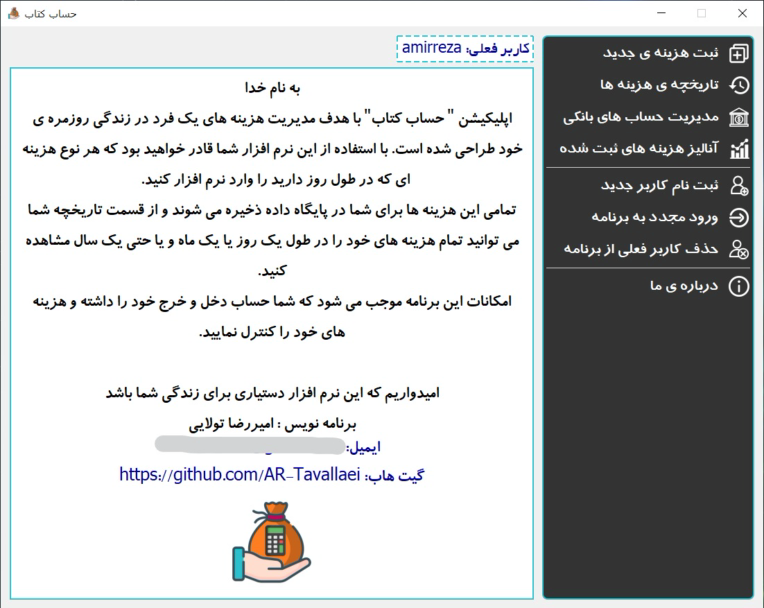 حساب کتاب
کاربر فعلی: amirreza
ثبت هزینه ی جدید
تاریخچه ی هزینه ها
مدیریت حساب های بانکی
آنالیز هزینه های ثبت شده
ثبت نام کاربر جدید
ورود مجدد به برنامه
حذف کاربر فعلی از برنامه
درباره ی ما
به نام خدا
اپلیکیشن " حساب کتاب" با هدف مدیریت هزینه های یک فرد در زندگی روزمره ی
خود طراحی شده است. با استفاده از این نرم افزار شما قادر خواهید بود که هر نوع هزینه
ای که در طول روز دارید را وارد نرم افزار کنید.
تمامی این هزینه ها برای شما در پایگاه داده ذخیره می شوند و از قسمت تاریخچه شما
می توانید تمام هزینه های خود را در طول یک روز یا یک ماه و یا حتی یک سال مشاهده
کنید.
امکانات این برنامه موجب می شود که شما حساب دخل و خرج خود را داشته و هزینه
های خود را کنترل نمایید.
امیدواریم که این نرم افزار دستیاری برای زندگی شما باشد
برنامه نویس : امیررضا تولایی
ایمیل:
گیت هاب: https://github.com/AR-Tavallaei